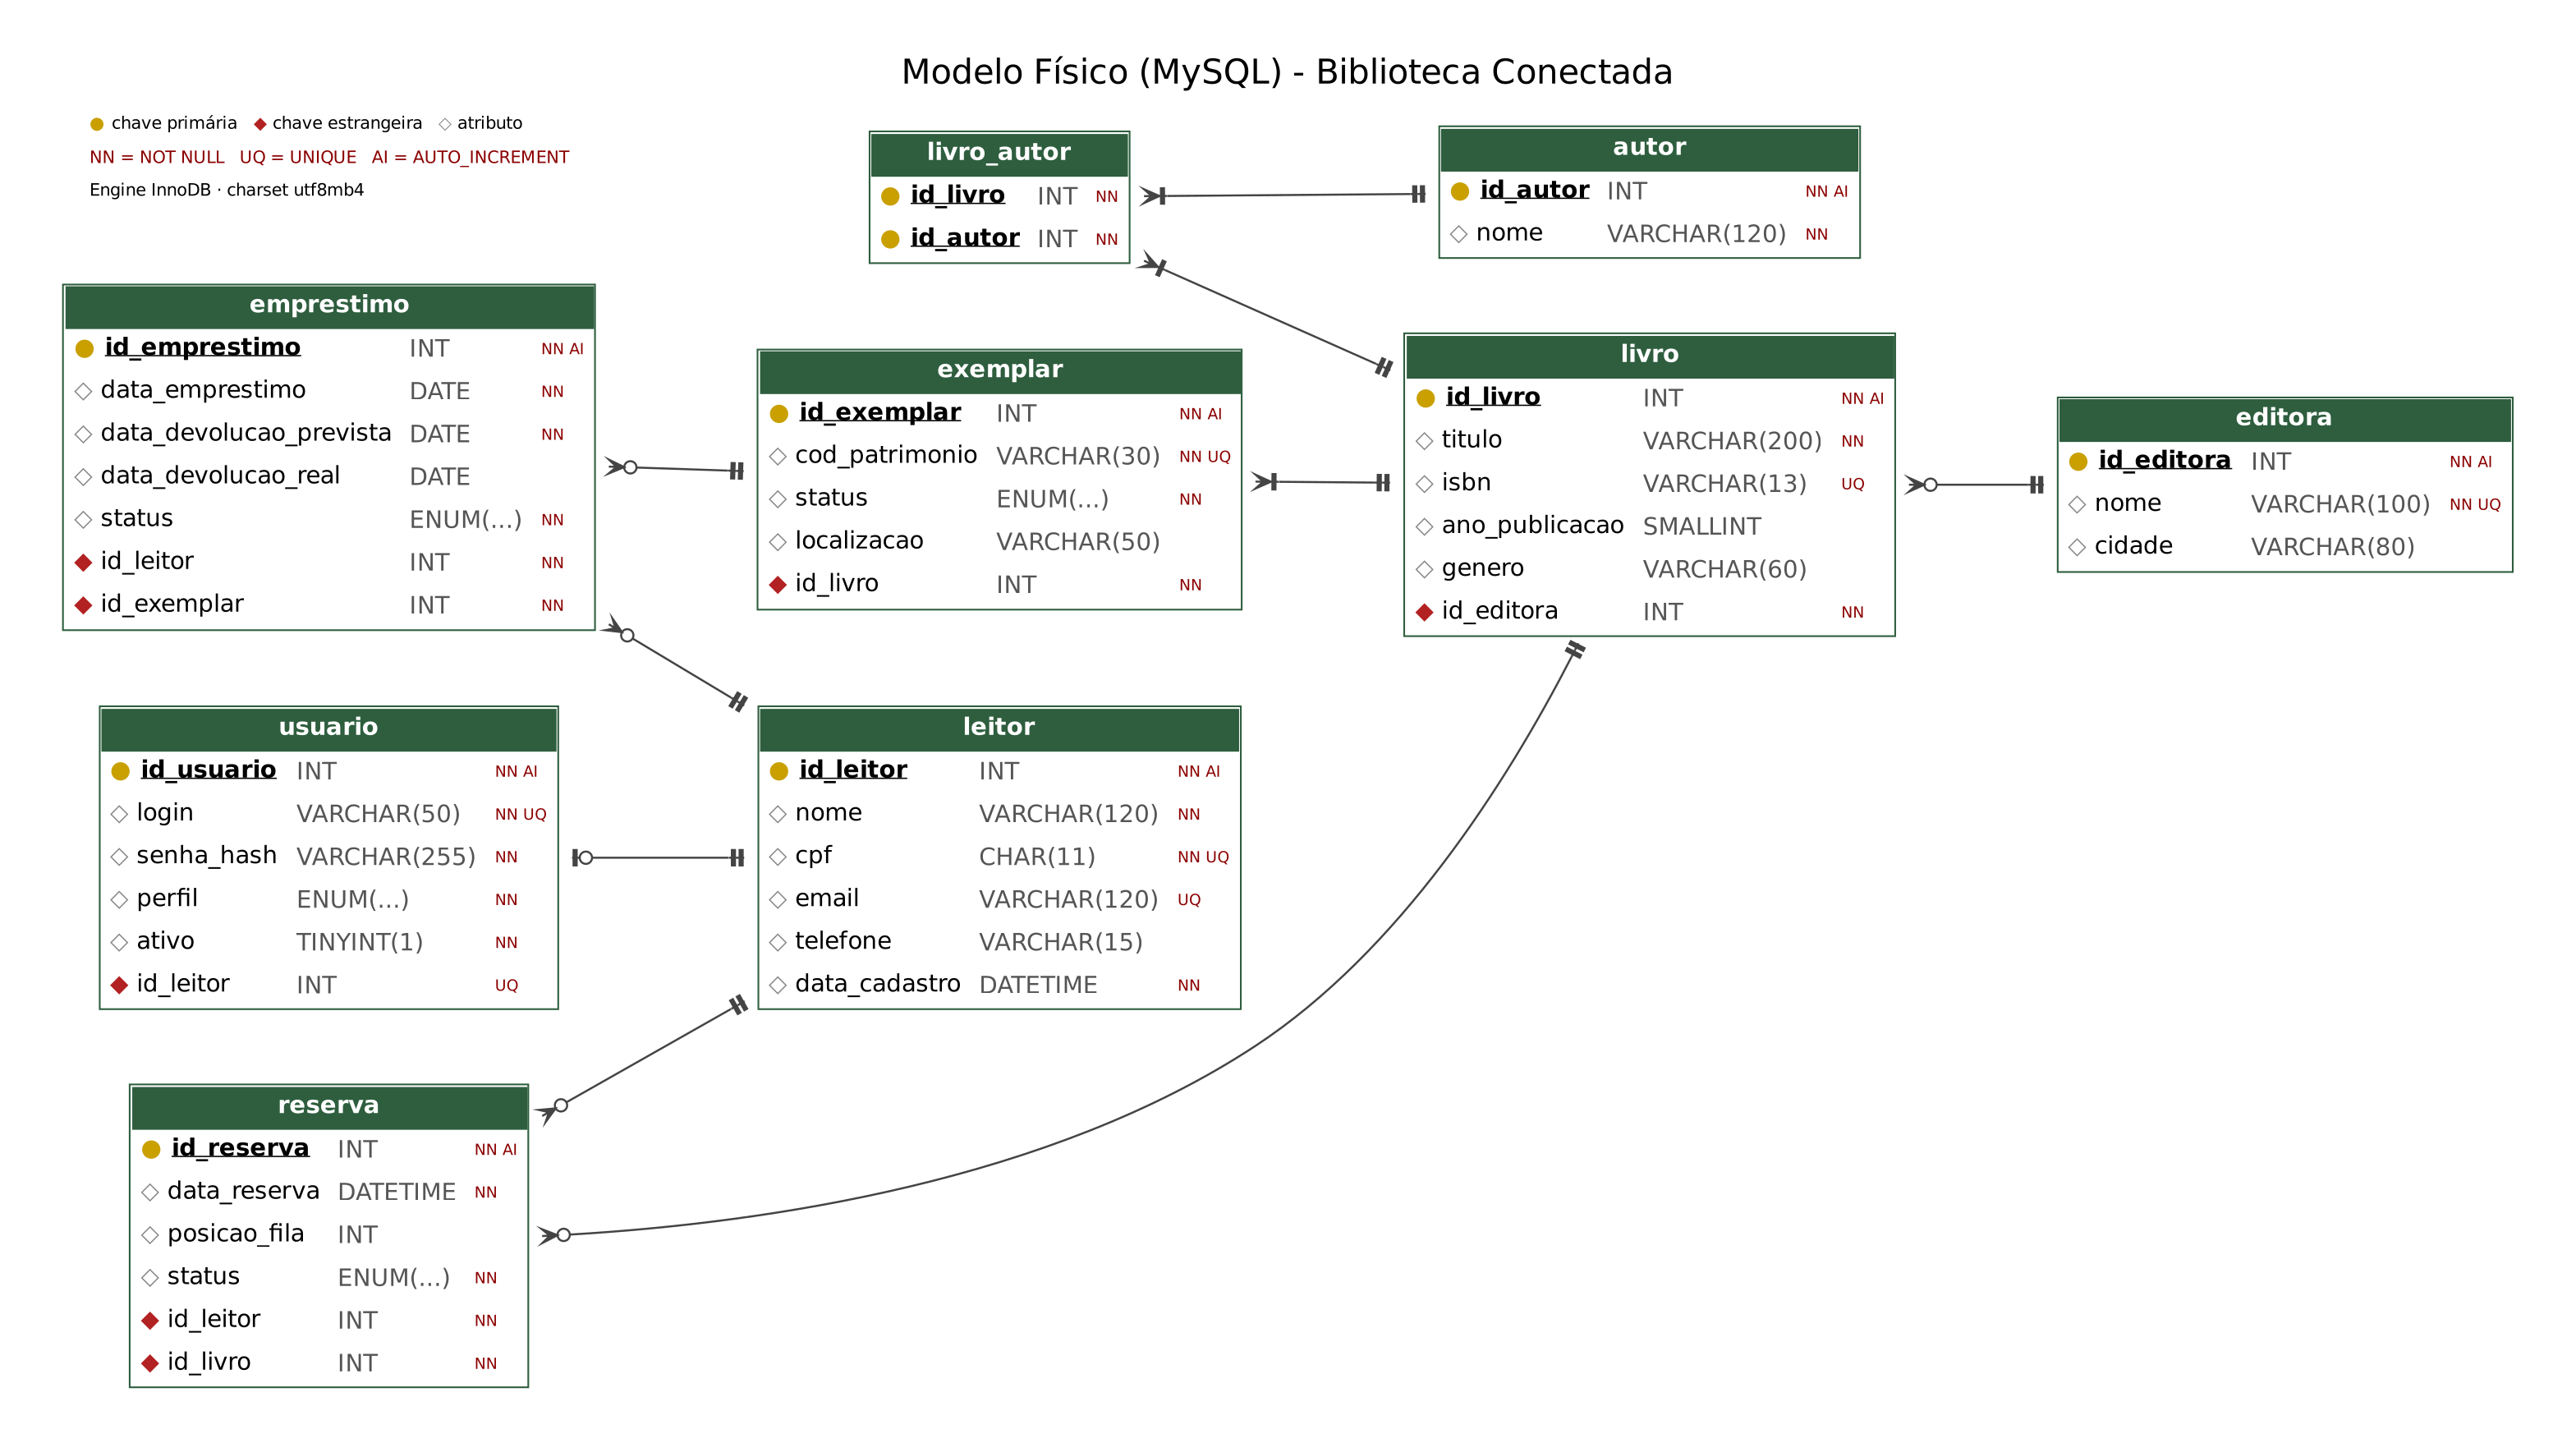 Modelo Físico (MySQL) - Biblioteca Conectada
chave primária chave estrangeira atributo
NN = NOT NULL UQ = UNIQUE AI = AUTO_INCREMENT
Engine InnoDB · charset utf8mb4
livro_autor
id_livro INT NN
id_autor INT NN
autor
id_autor INT NN AI
nome VARCHAR(120) NN
emprestimo
id_emprestimo INT NN AI
data_emprestimo DATE NN
data_devolucao_prevista DATE NN
data_devolucao_real DATE
status ENUM(...) NN
id_leitor INT NN
id_exemplar INT NN
exemplar
id_exemplar INT NN AI
cod_patrimonio VARCHAR(30) NN UQ
status ENUM(...) NN
localizacao VARCHAR(50)
id_livro INT NN
livro
id_livro INT NN AI
titulo VARCHAR(200) NN
isbn VARCHAR(13) UQ
ano_publicacao SMALLINT
genero VARCHAR(60)
id_editora INT NN
editora
id_editora INT NN AI
nome VARCHAR(100) NN UQ
cidade VARCHAR(80)
usuario
id_usuario INT NN AI
login VARCHAR(50) NN UQ
senha_hash VARCHAR(255) NN
perfil ENUM(...) NN
ativo TINYINT(1) NN
id_leitor INT UQ
leitor
id_leitor INT NN AI
nome VARCHAR(120) NN
cpf CHAR(11) NN UQ
email VARCHAR(120) UQ
telefone VARCHAR(15)
data_cadastro DATETIME NN
reserva
id_reserva INT NN AI
data_reserva DATETIME NN
posicao_fila INT
status ENUM(...) NN
id_leitor INT NN
id_livro INT NN